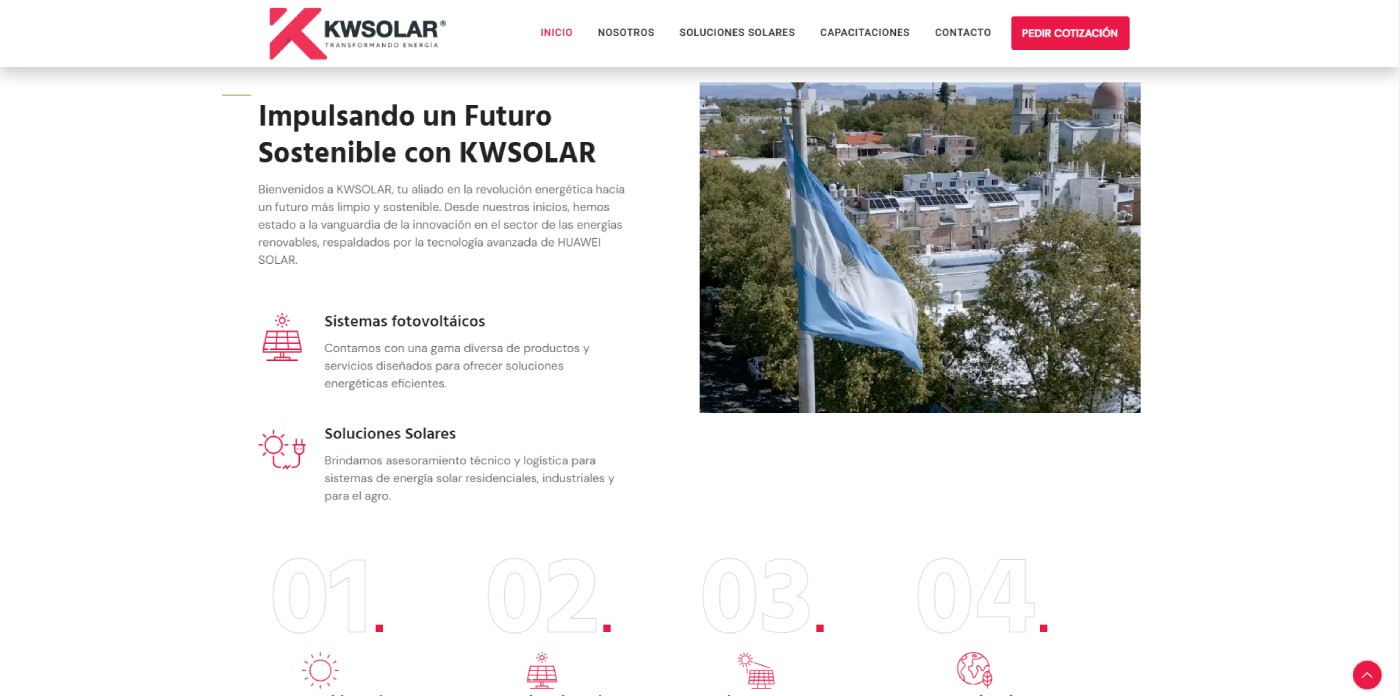 KWSOLAR®
TRANSFORMANDO ENERGÍA
INICIO
NOSOTROS
SOLUCIONES SOLARES
CAPACITACIONES
CONTACTO
PEDIR COTIZACIÓN
Impulsando un Futuro
Sostenible con KWSOLAR
Bienvenidos a KWSOLAR, tu aliado en la revolución energética hacia
un futuro más limpio y sostenible. Desde nuestros inicios, hemos
estado a la vanguardia de la innovación en el sector de las energías
renovables, respaldados por la tecnología avanzada de HUAWEI
SOLAR.
Sistemas fotovoltáicos
Contamos con una gama diversa de productos y
servicios diseñados para ofrecer soluciones
energéticas eficientes.
Soluciones Solares
Brindamos asesoramiento técnico y logística para
sistemas de energía solar residenciales, industriales y
para el agro.
01.
02.
03.
04.